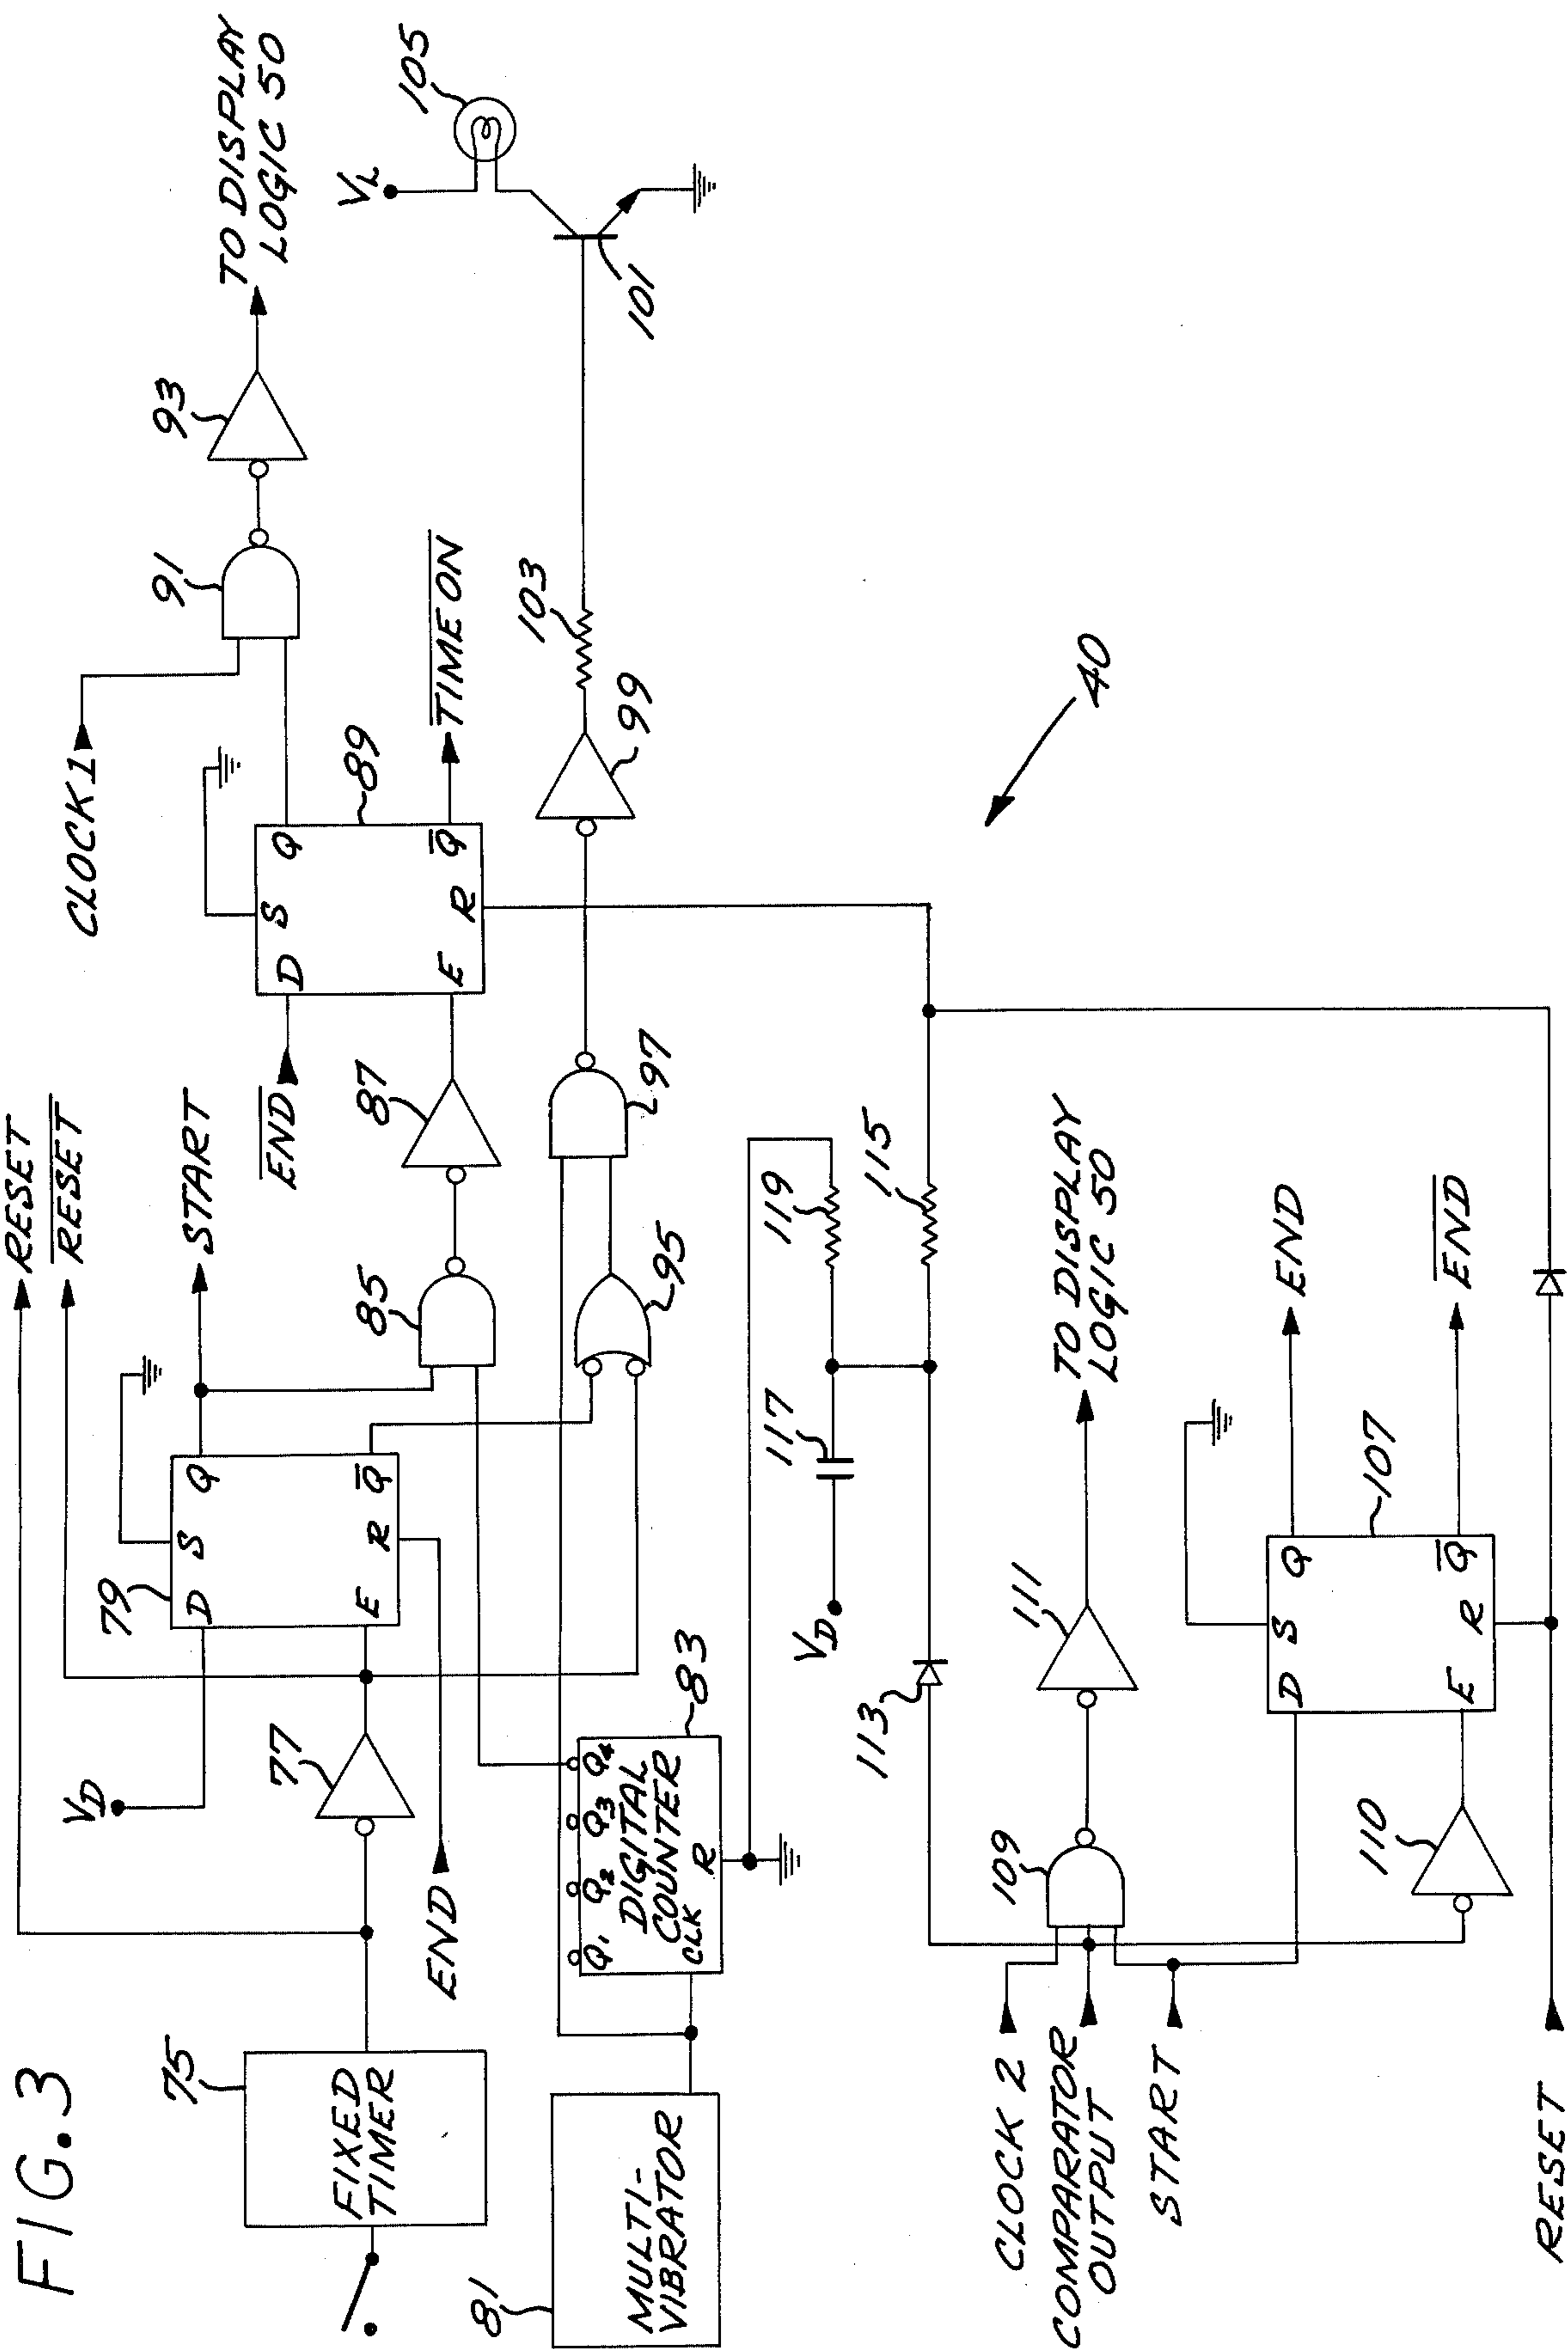 FIG. 3
RESET
RESET
START
VD
77
79
D
S
Q
E
R
Q
END
75
FIXED
TIMER
81
MULTI-
VIBRATOR
83
Q1 Q2 Q3 Q4
DIGITAL
COUNTER
CLK
R
85
87
END
95
97
CLOCK 1
D
S
Q
E
R
Q
89
TIME ON
91
93
TO DISPLAY
LOGIC 50
99
103
101
VL
105
VD
117
119
115
113
40
CLOCK 2
COMPARATOR
OUTPUT
START
109
111
TO DISPLAY
LOGIC 50
110
D
S
Q
E
R
Q
107
END
END
RESET